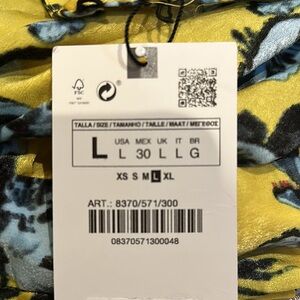 FSC
TALLA / SIZE / TAMANHO / TAILLE / MAAT / ΜΕΓΕΘΟΣ
L
USA MEX UK IT BR
L 30 L L G
XS S M L XL
ART.: 8370/571/300
08370571300048